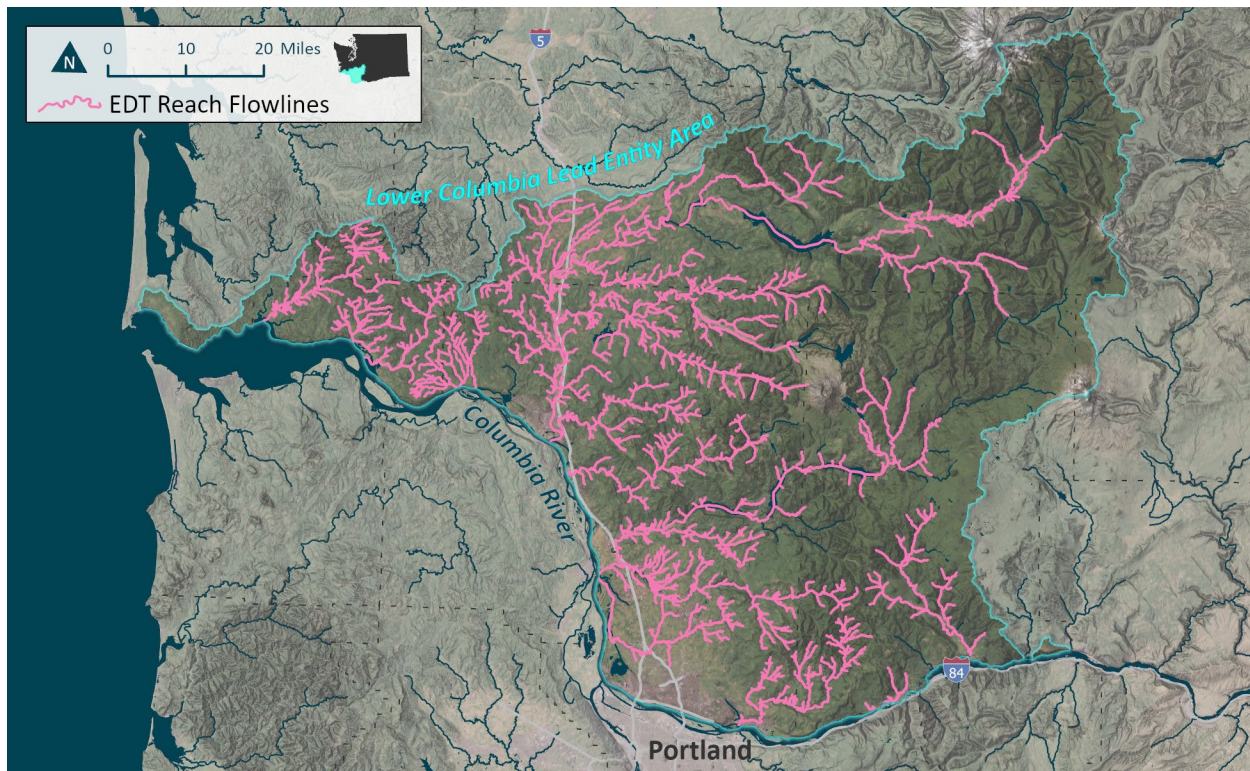 N
0 10 20 Miles
EDT Reach Flowlines
5
Lower Columbia Lead Entity Area
Columbia River
84
Portland